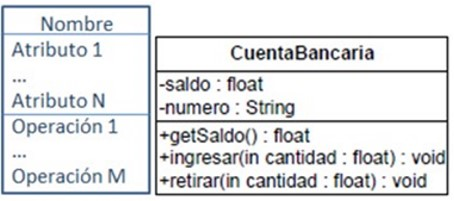 Nombre
Atributo 1
...
Atributo N
Operación 1
...
Operación M
CuentaBancaria
-saldo : float
-numero : String
+getSaldo() : float
+ingresar(in cantidad : float) : void
+retirar(in cantidad : float) : void